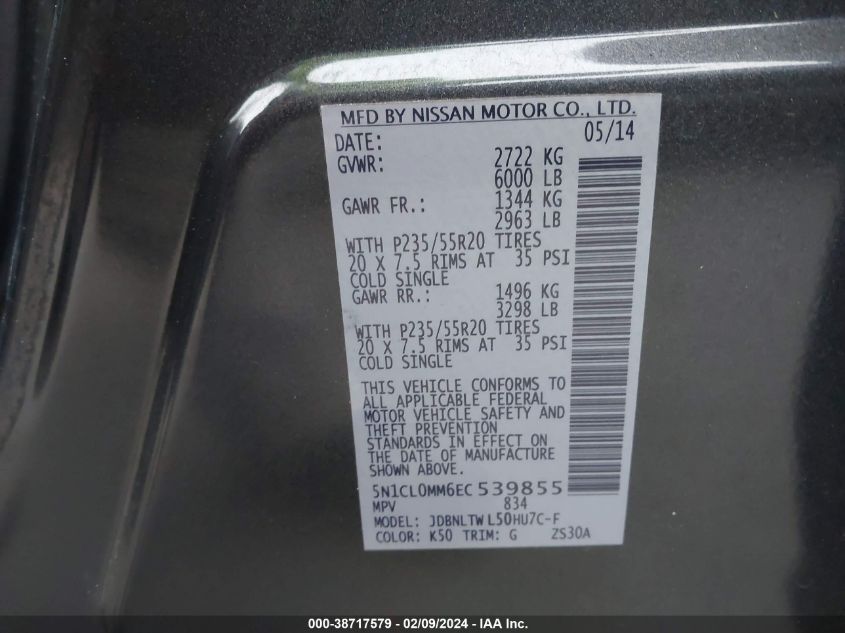 MFD BY NISSAN MOTOR CO., LTD.
DATE: 05/14
GVWR: 2722 KG
6000 LB
GAWR FR.: 1344 KG
2963 LB
WITH P235/55R20 TIRES
20 X 7.5 RIMS AT 35 PSI
COLD SINGLE
GAWR RR.: 1496 KG
3298 LB
WITH P235/55R20 TIRES
20 X 7.5 RIMS AT 35 PSI
COLD SINGLE
THIS VEHICLE CONFORMS TO
ALL APPLICABLE FEDERAL
MOTOR VEHICLE SAFETY AND
THEFT PREVENTION
STANDARDS IN EFFECT ON
THE DATE OF MANUFACTURE
SHOWN ABOVE.
5N1CL0MM6EC539855
MPV 834
MODEL: JDBNLTWL50HU7C-F
COLOR: K50 TRIM: G ZS30A
000-38717579 - 02/09/2024 - IAA Inc.